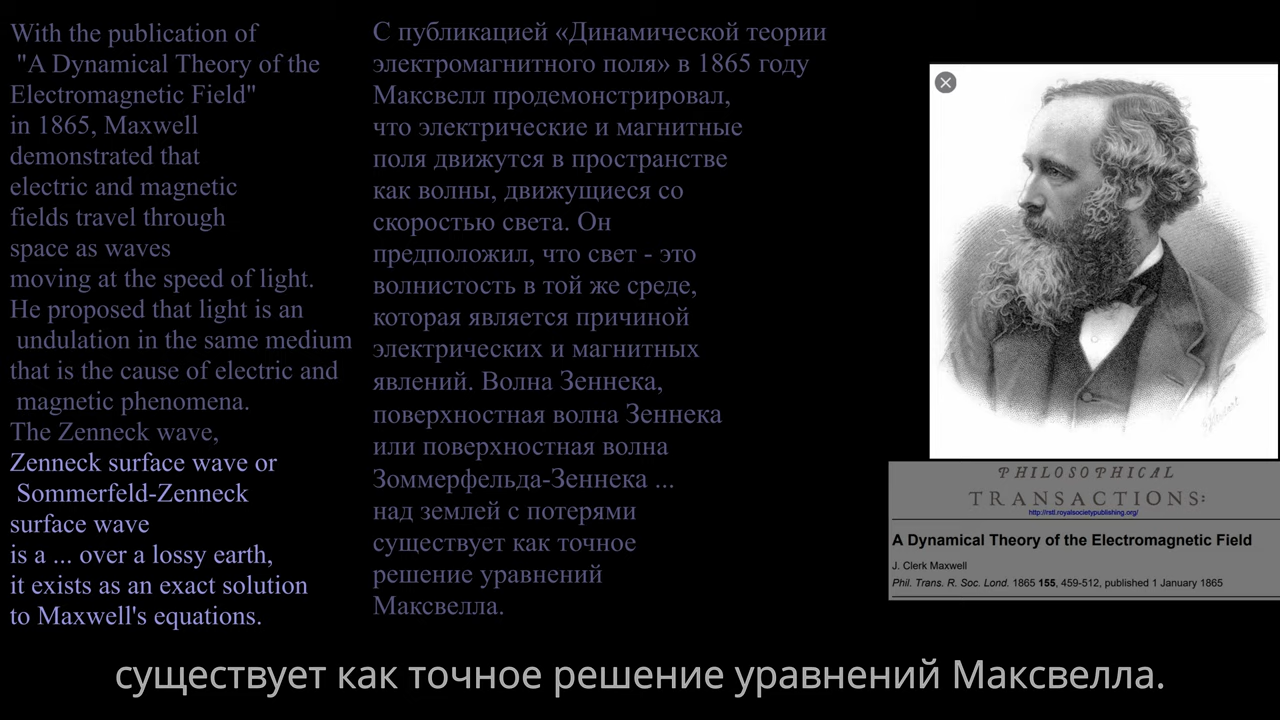 With the publication of
"A Dynamical Theory of the
Electromagnetic Field"
in 1865, Maxwell
demonstrated that
electric and magnetic
fields travel through
space as waves
moving at the speed of light.
He proposed that light is an
undulation in the same medium
that is the cause of electric and
magnetic phenomena.
The Zenneck wave,
Zenneck surface wave or
Sommerfeld-Zenneck
surface wave
is a ... over a lossy earth,
it exists as an exact solution
to Maxwell's equations.
С публикацией «Динамической теории
электромагнитного поля» в 1865 году
Максвелл продемонстрировал,
что электрические и магнитные
поля движутся в пространстве
как волны, движущиеся со
скоростью света. Он
предположил, что свет - это
волнистость в той же среде,
которая является причиной
электрических и магнитных
явлений. Волна Зеннека,
поверхностная волна Зеннека
или поверхностная волна
Зоммерфельда-Зеннека ...
над землей с потерями
существует как точное
решение уравнений
Максвелла.
PHILOSOPHICAL
TRANSACTIONS:
http://rstl.royalsocietypublishing.org/
A Dynamical Theory of the Electromagnetic Field
J. Clerk Maxwell
Phil. Trans. R. Soc. Lond. 1865 155, 459-512, published 1 January 1865
существует как точное решение уравнений Максвелла.